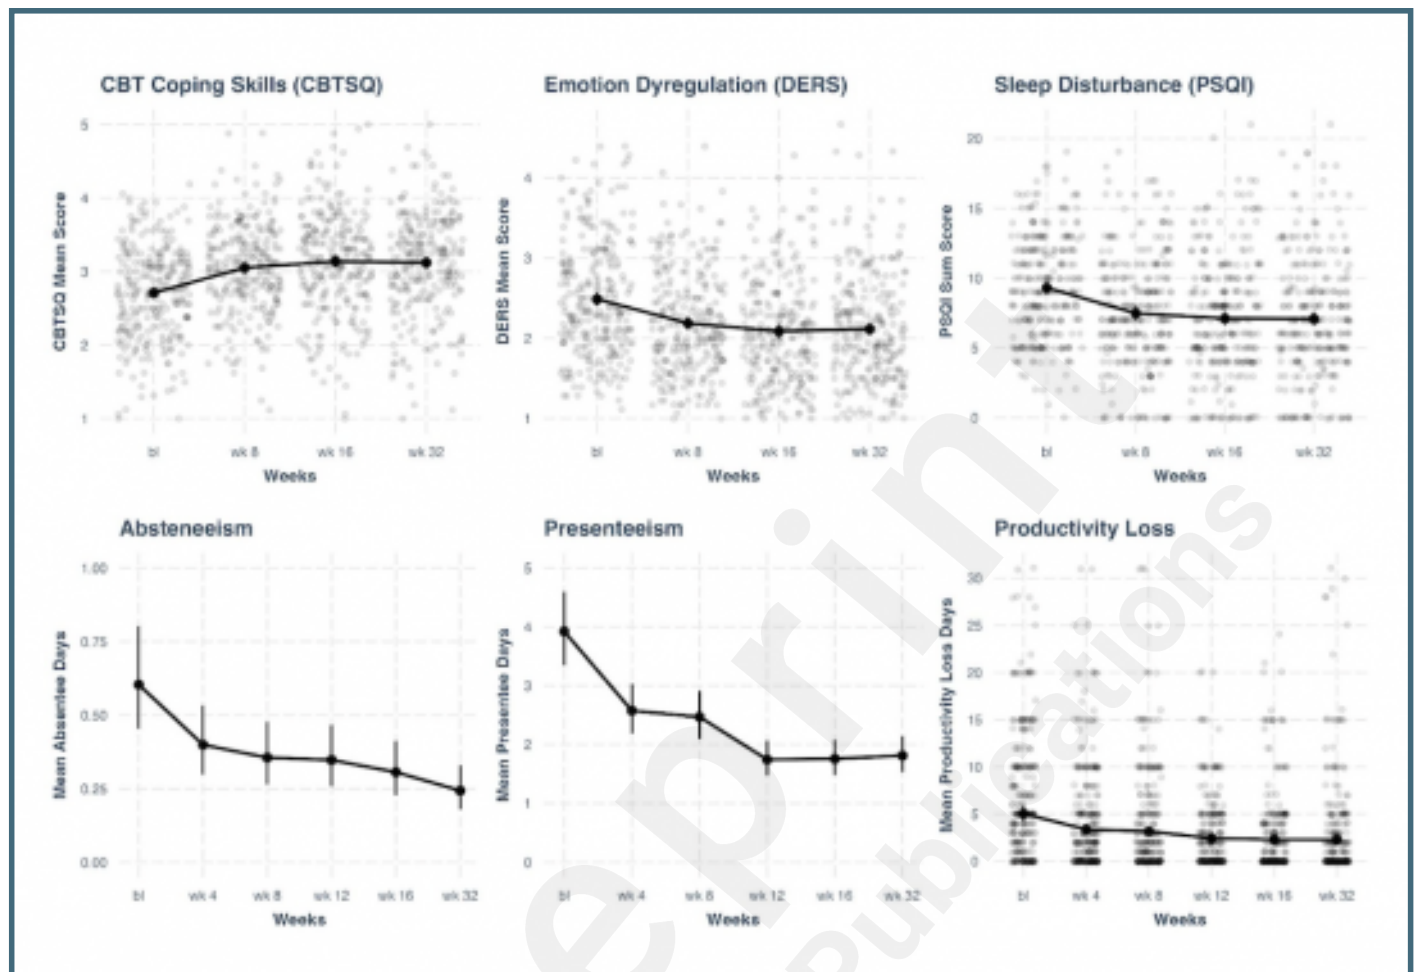 CBT Coping Skills (CBTSQ)
CBTSQ Mean Score
5
4
3
2
1
bl
wk 8
wk 16
wk 32
Weeks
Emotion Dyregulation (DERS)
DERS Mean Score
4
3
2
1
bl
wk 8
wk 16
wk 32
Weeks
Sleep Disturbance (PSQI)
PSQI Sum Score
20
15
10
5
0
bl
wk 8
wk 16
wk 32
Weeks
Absteneeism
Mean Absentee Days
1.00
0.75
0.50
0.25
0.00
bl
wk 4
wk 8
wk 12
wk 16
wk 32
Weeks
Presenteeism
Mean Presentee Days
5
4
3
2
1
0
bl
wk 4
wk 8
wk 12
wk 16
wk 32
Weeks
Productivity Loss
Mean Productivity Loss Days
30
25
20
15
10
5
0
bl
wk 4
wk 8
wk 12
wk 16
wk 32
Weeks
eprint
Publications